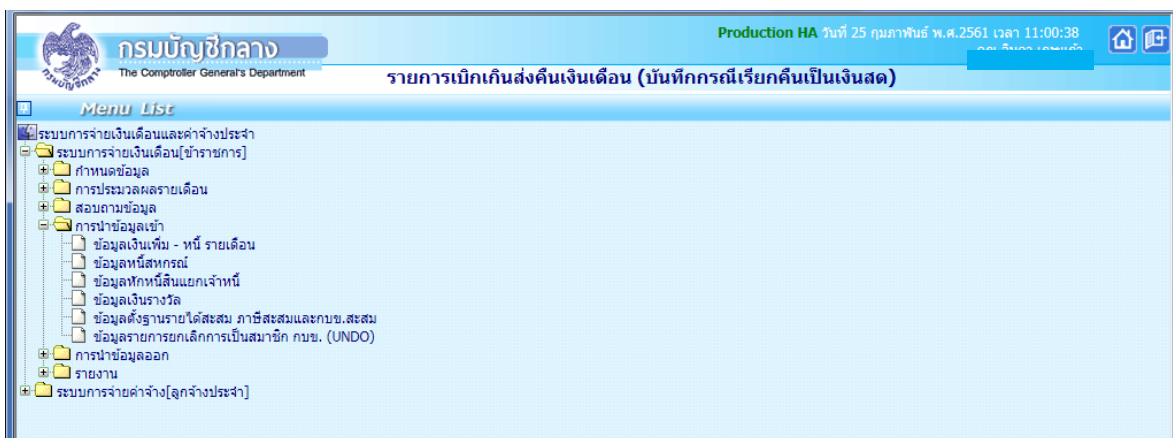 Production HA วันที่ 25 กุมภาพันธ์ พ.ศ.2561 เวลา 11:00:38
กรมบัญชีกลาง
The Comptroller General's Department
รายการเบิกเกินส่งคืนเงินเดือน (บันทึกกรณีเรียกคืนเป็นเงินสด)
Menu List
ระบบการจ่ายเงินเดือนและค่าจ้างประจำ
ระบบการจ่ายเงินเดือน[ข้าราชการ]
กำหนดข้อมูล
การประมวลผลรายเดือน
สอบถามข้อมูล
การนำข้อมูลเข้า
ข้อมูลเงินเพิ่ม - หนี้ รายเดือน
ข้อมูลหนี้สหกรณ์
ข้อมูลหักหนี้สินแยกเจ้าหนี้
ข้อมูลเงินรางวัล
ข้อมูลตั้งฐานรายได้สะสม ภาษีสะสมและกบข.สะสม
ข้อมูลรายการยกเลิกการเป็นสมาชิก กบข. (UNDO)
การนำข้อมูลออก
รายงาน
ระบบการจ่ายค่าจ้าง[ลูกจ้างประจำ]